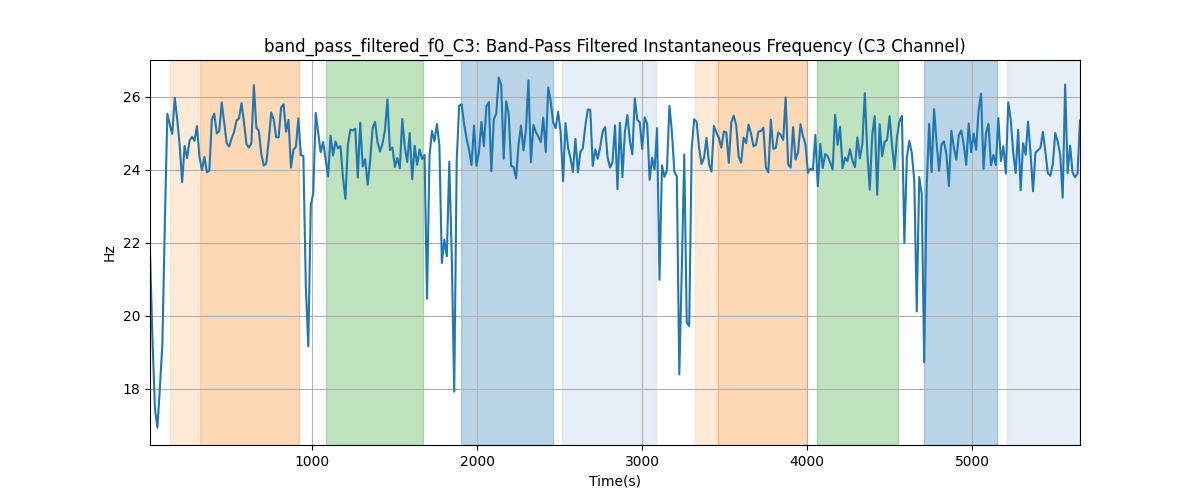 band_pass_filtered_f0_C3: Band-Pass Filtered Instantaneous Frequency (C3 Channel)
26
24
22
20
18
Hz
1000 2000 3000 4000 5000
Time(s)